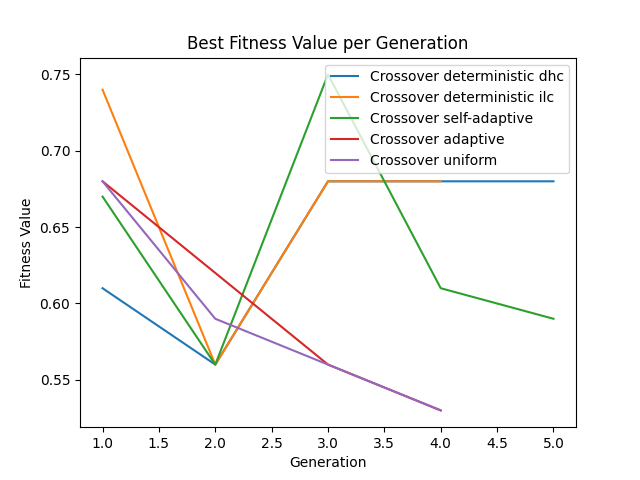 Best Fitness Value per Generation
Crossover deterministic dhc
Crossover deterministic ilc
Crossover self-adaptive
Crossover adaptive
Crossover uniform
0.75
0.70
0.65
0.60
0.55
Fitness Value
1.0 1.5 2.0 2.5 3.0 3.5 4.0 4.5 5.0
Generation